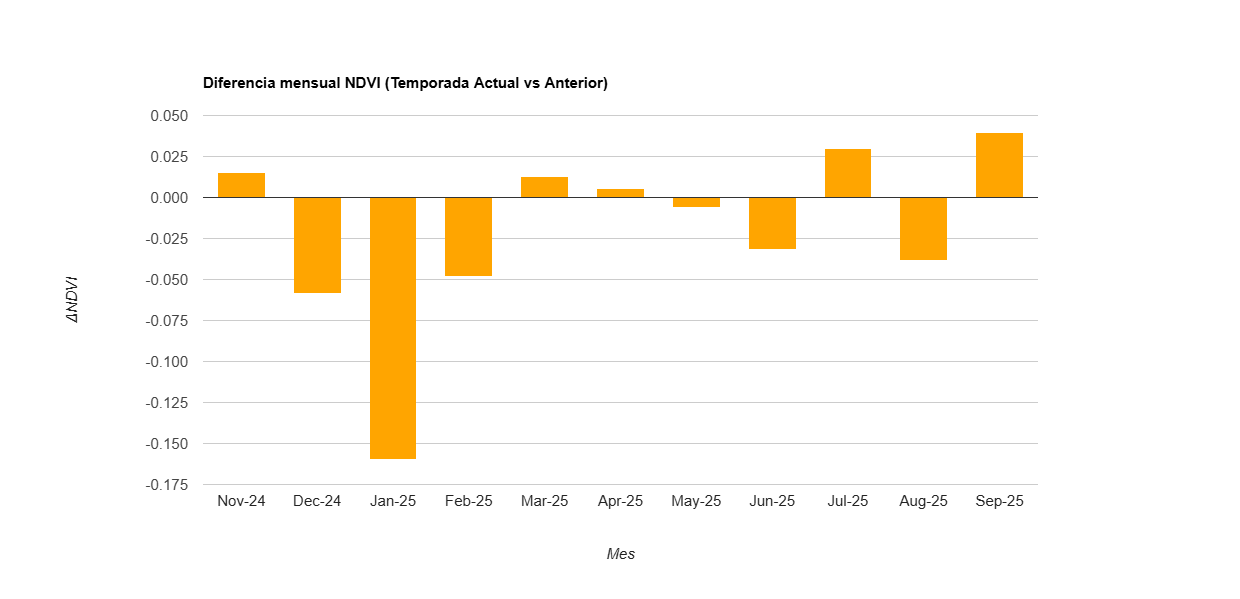 Diferencia mensual NDVI (Temporada Actual vs Anterior)
0.050
0.025
0.000
-0.025
-0.050
-0.075
-0.100
-0.125
-0.150
-0.175
ΔNDVI
Nov-24 Dec-24 Jan-25 Feb-25 Mar-25 Apr-25 May-25 Jun-25 Jul-25 Aug-25 Sep-25
Mes